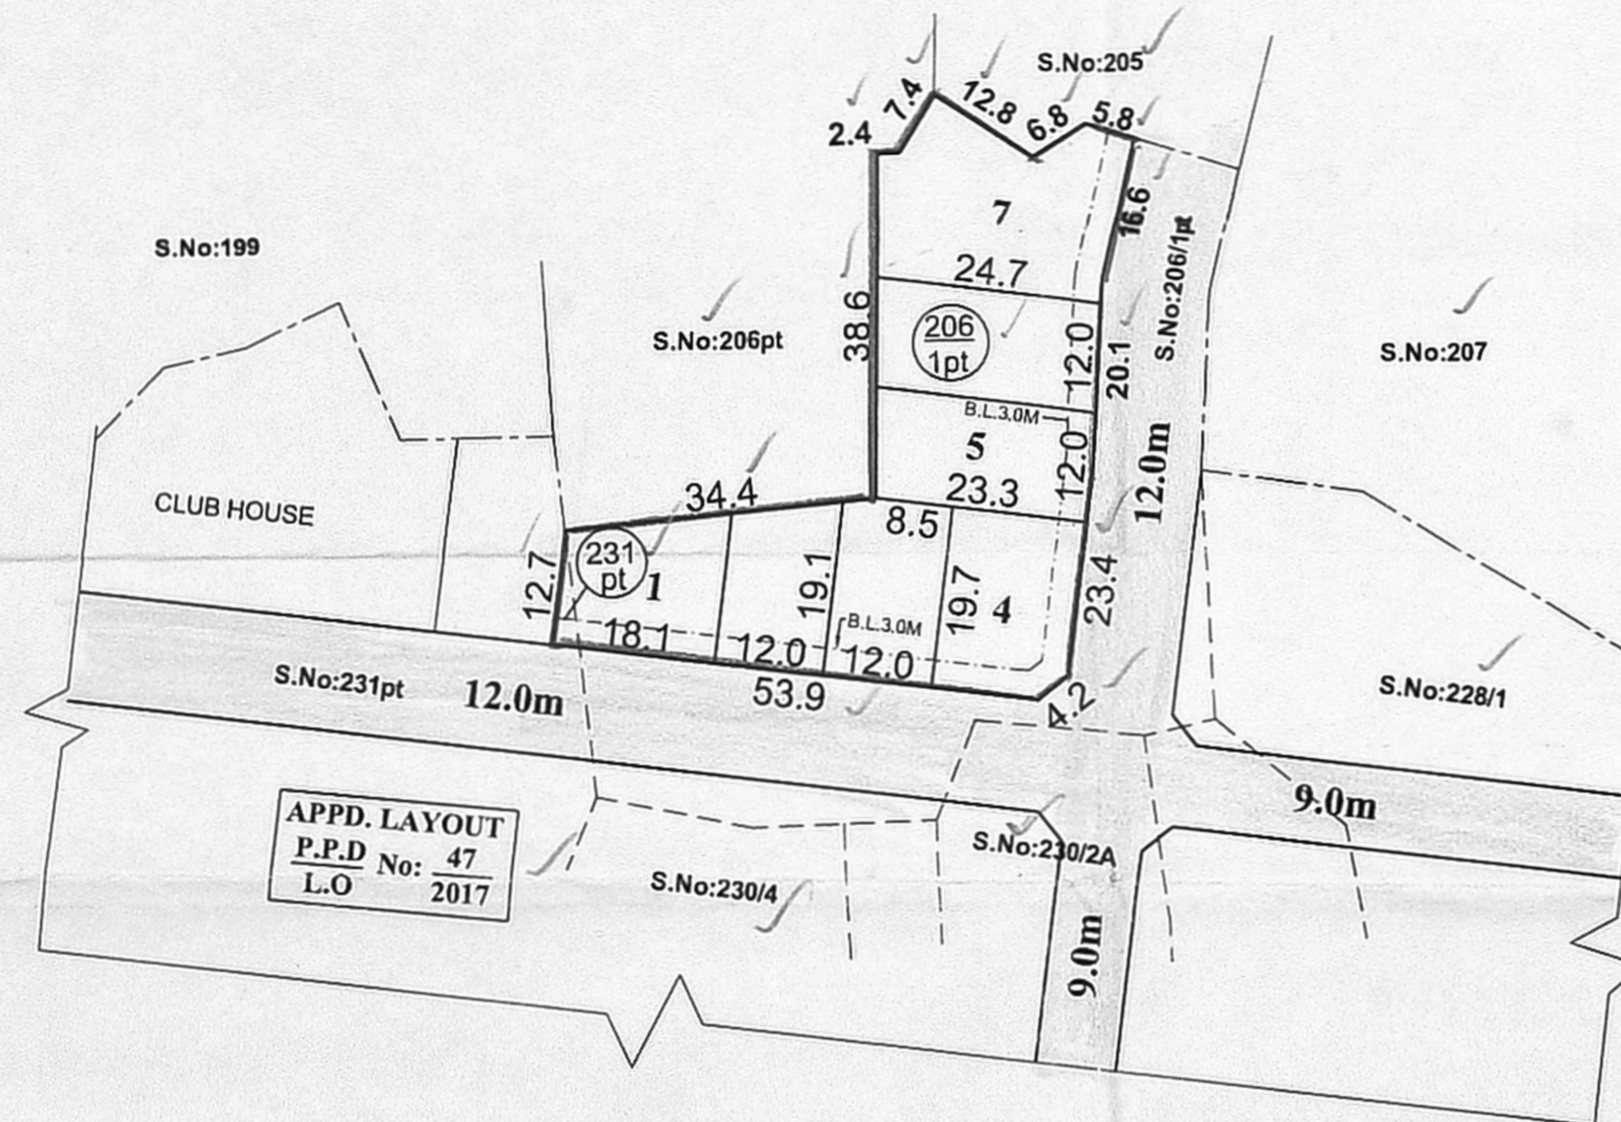 S.No:205
12.8
7.4
6.8
5.8
2.4
16.6
7
S.No:199
S.No:206/1pt
24.7
38.6
206
1pt
12.0
20.1
S.No:206pt
S.No:207
B.L.3.0M
5
12.0
12.0m
23.3
34.4
8.5
CLUB HOUSE
231
pt
1
12.7
19.1
19.7
4
23.4
18.1
12.0
B.L.3.0M
12.0
S.No:231pt
12.0m
53.9
4.2
S.No:228/1
9.0m
APPD. LAYOUT
P.P.D
L.O
No:
47
2017
S.No:230/2A
S.No:230/4
9.0m